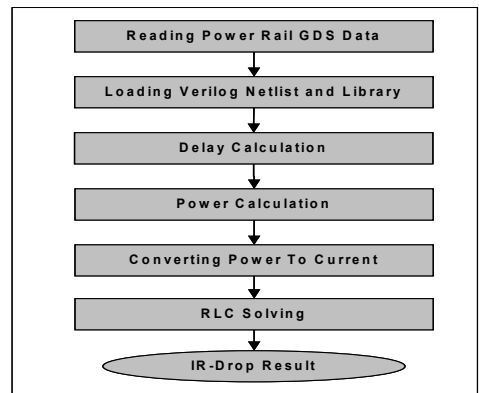 Reading Power Rail GDS Data
Loading Verilog Netlist and Library
Delay Calculation
Power Calculation
Converting Power To Current
RLC Solving
IR-Drop Result